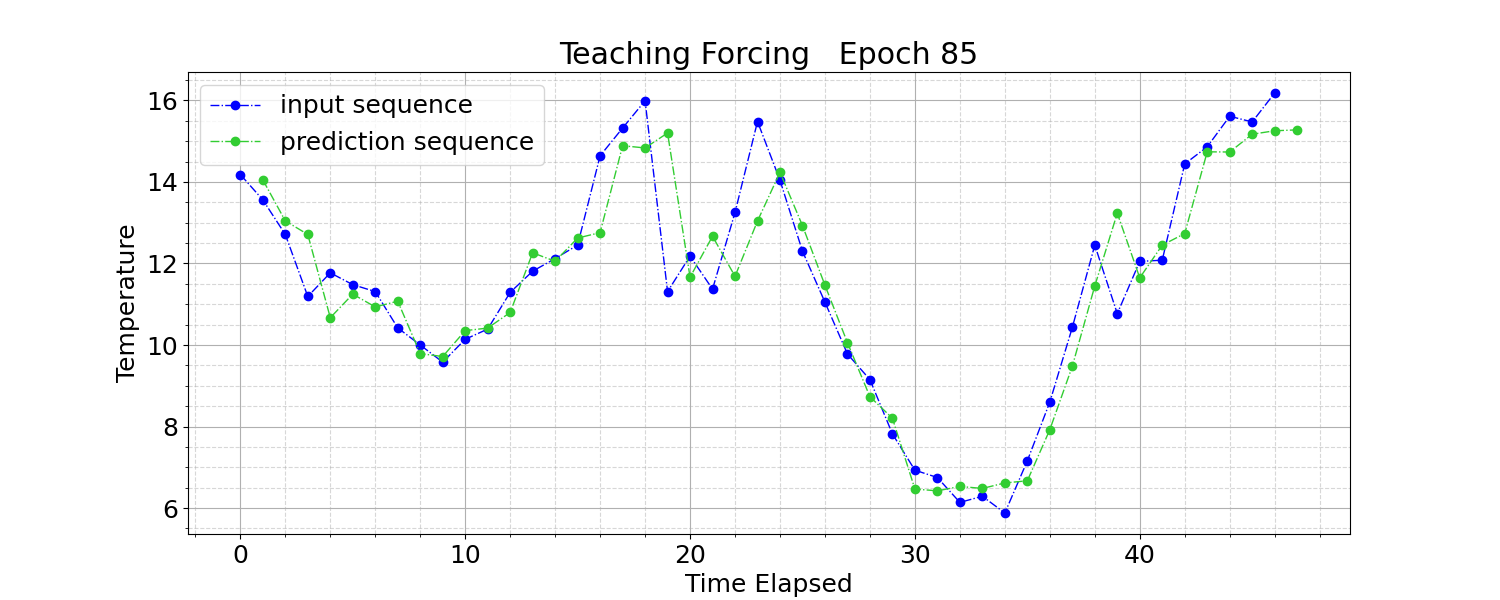 Teaching Forcing   Epoch 85
input sequence
prediction sequence
16
14
12
10
8
6
Temperature
0 10 20 30 40
Time Elapsed